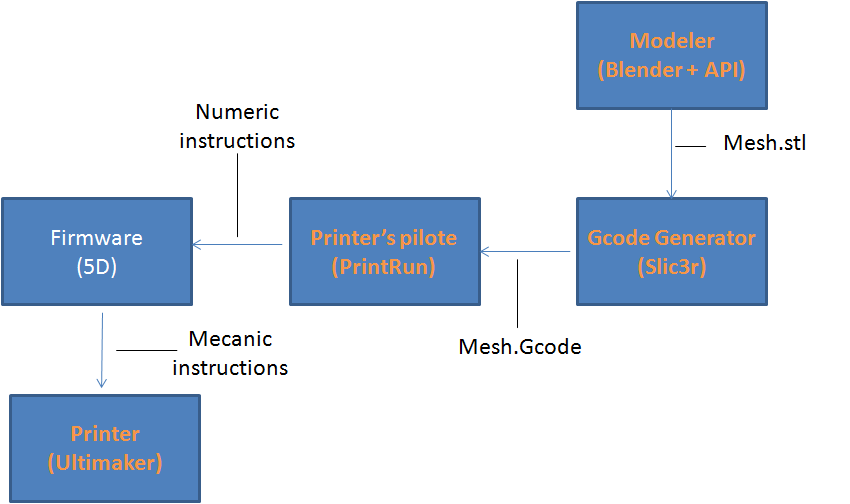 Modeler
(Blender + API)
Mesh.stl
Gcode Generator
(Slic3r)
Mesh.Gcode
Printer’s pilote
(PrintRun)
Numeric
instructions
Firmware
(5D)
Mecanic
instructions
Printer
(Ultimaker)